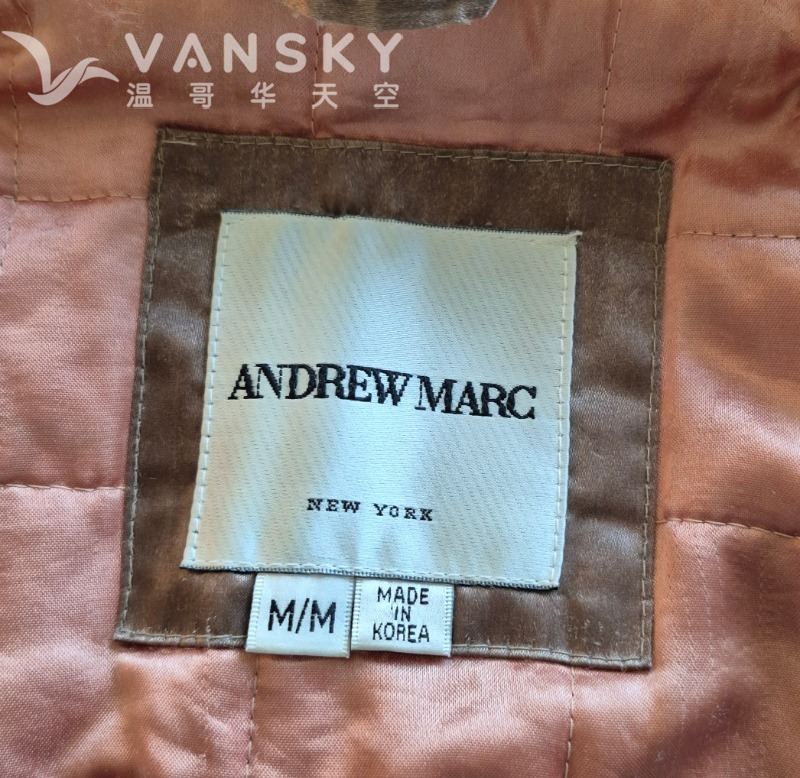 VANSKY
温哥华天空
ANDREW MARC
NEW YORK
M/M
MADE
IN
KOREA